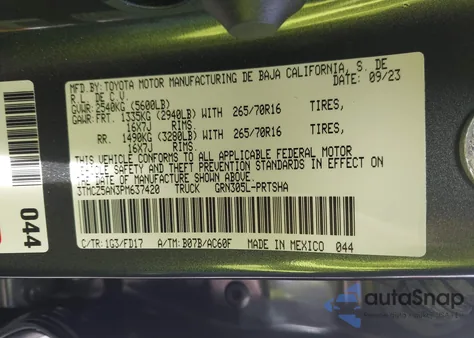 MFD.BY:TOYOTA MOTOR MANUFACTURING DE BAJA CALIFORNIA, S. DE
R.L. DE C.V. DATE: 09/23
GVWR: 2540KG (5600LB)
GAWR: FRT. 1335KG (2940LB) WITH 265/70R16 TIRES,
16X7J RIMS.
RR. 1490KG (3280LB) WITH 265/70R16 TIRES,
16X7J RIMS.
THIS VEHICLE CONFORMS TO ALL APPLICABLE FEDERAL MOTOR
VEHICLE SAFETY AND THEFT PREVENTION STANDARDS IN EFFECT ON
THE DATE OF MANUFACTURE SHOWN ABOVE.
3TMCZ5AN3PM637420 TRUCK GRN305L-PRTSHA
C/TR:1G3/FD17 A/TM: B07B/AC60F MADE IN MEXICO 044
044
autoSnap